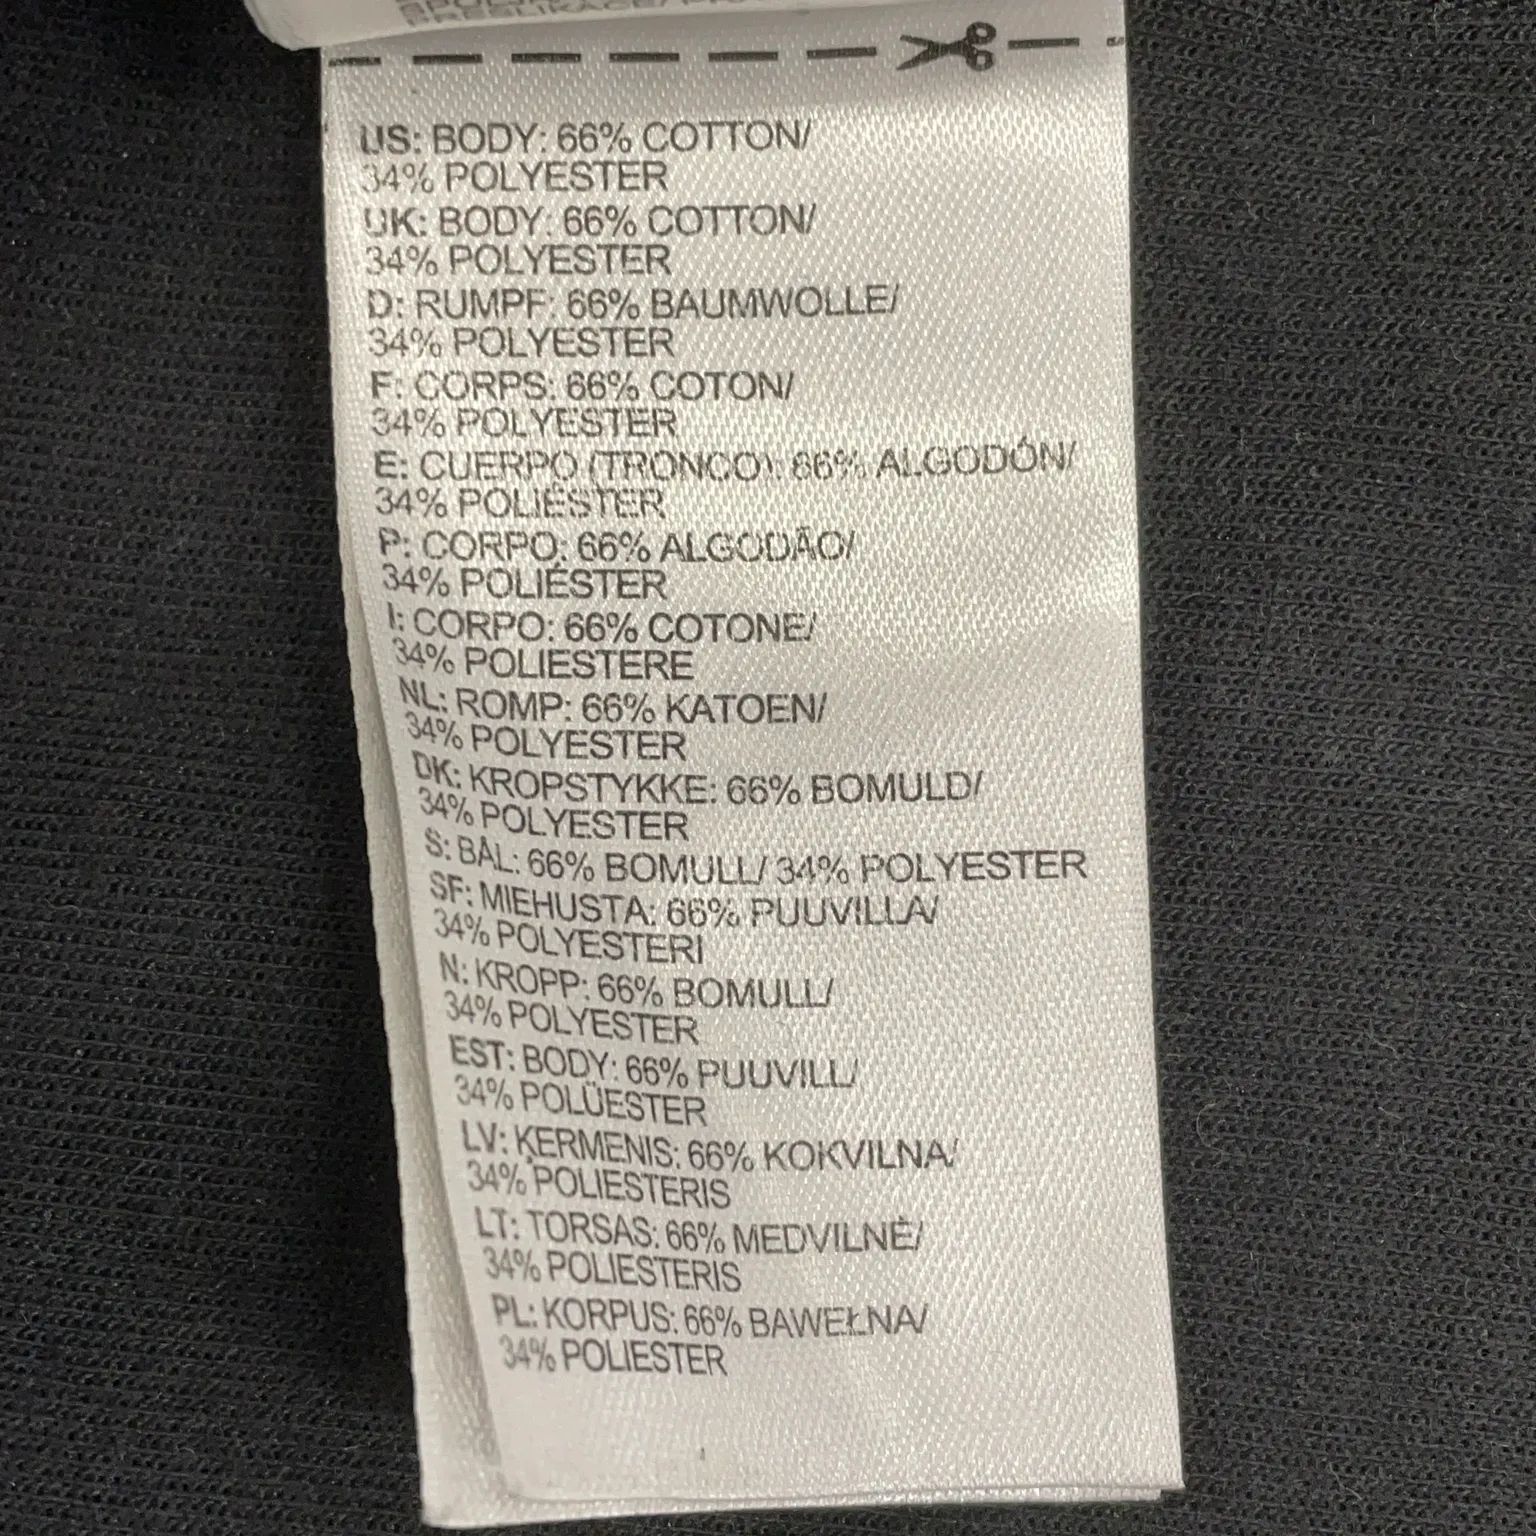 US: BODY: 66% COTTON/
34% POLYESTER
UK: BODY: 66% COTTON/
34% POLYESTER
D: RUMPF: 66% BAUMWOLLE/
34% POLYESTER
F: CORPS: 66% COTON/
34% POLYESTER
E: CUERPO (TRONCO): 66% ALGODÓN/
34% POLIÉSTER
P: CORPO: 66% ALGODÃO/
34% POLIÉSTER
I: CORPO: 66% COTONE/
34% POLIESTERE
NL: ROMP: 66% KATOEN/
34% POLYESTER
DK: KROPSTYKKE: 66% BOMULD/
34% POLYESTER
S: BÅL: 66% BOMULL/ 34% POLYESTER
SF: MIEHUSTA: 66% PUUVILLA/
34% POLYESTERI
N: KROPP: 66% BOMULL/
34% POLYESTER
EST: BODY: 66% PUUVILL/
34% POLÜESTER
LV: ĶERMENIS: 66% KOKVILNA/
34% POLIESTERIS
LT: TORSAS: 66% MEDVILNĖ/
34% POLIESTERIS
PL: KORPUS: 66% BAWEŁNA/
34% POLIESTER